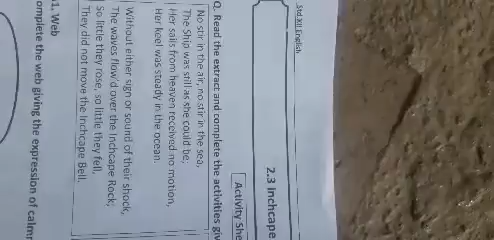 Std XII English
2.3 Inchcape
Activity She
Q. Read the extract and complete the activities giv
No stir in the air, no stir in the sea,
The Ship was still as she could be,
Her sails from heaven received no motion,
Her keel was steady in the ocean.
Without either sign or sound of their shock,
The waves flow'd over the Inchcape Rock;
So little they rose, so little they fell,
They did not move the Inchcape Bell.
1. Web
omplete the web giving the expression of calmn